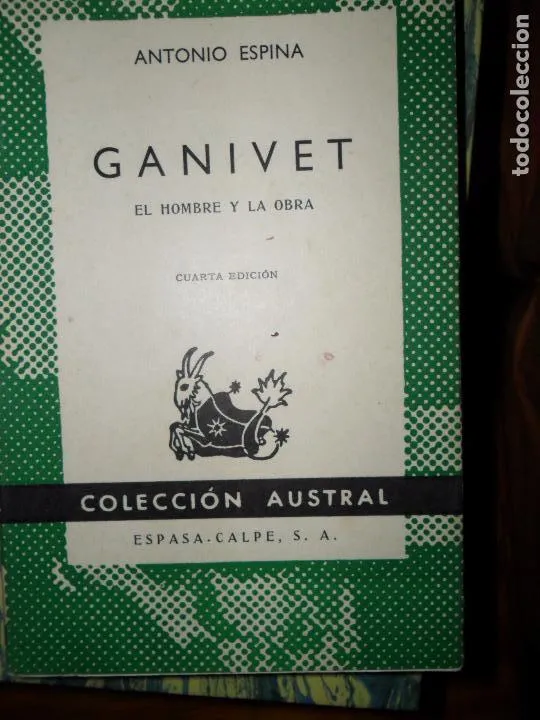 ANTONIO ESPINA
GANIVET
EL HOMBRE Y LA OBRA
CUARTA EDICIÓN
COLECCIÓN AUSTRAL
ESPASA-CALPE, S. A.
todocoleccion